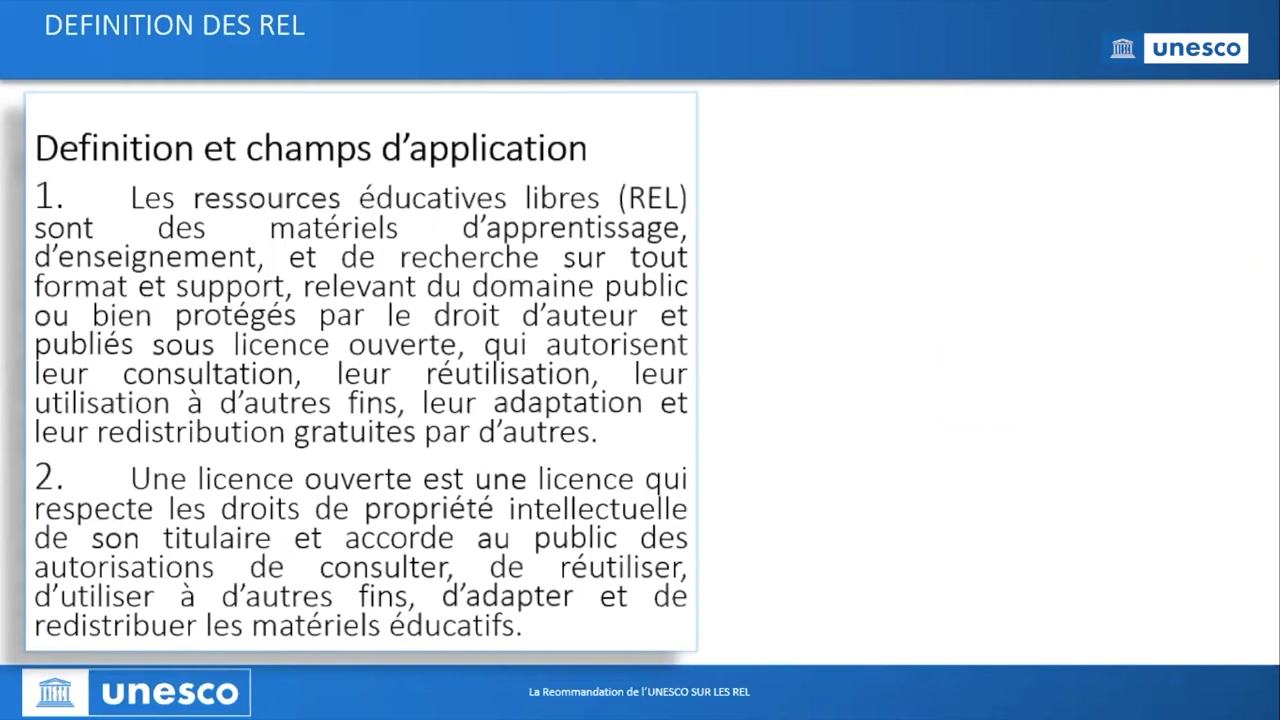 DEFINITION DES REL
unesco
Definition et champs d’application
1. Les ressources éducatives libres (REL)
sont des matériels d’apprentissage,
d’enseignement, et de recherche sur tout
format et support, relevant du domaine public
ou bien protégés par le droit d’auteur et
publiés sous licence ouverte, qui autorisent
leur consultation, leur réutilisation, leur
utilisation à d’autres fins, leur adaptation et
leur redistribution gratuites par d’autres.
2. Une licence ouverte est une licence qui
respecte les droits de propriété intellectuelle
de son titulaire et accorde au public des
autorisations de consulter, de réutiliser,
d’utiliser à d’autres fins, d’adapter et de
redistribuer les matériels éducatifs.
unesco
La Reommandation de l’UNESCO SUR LES REL